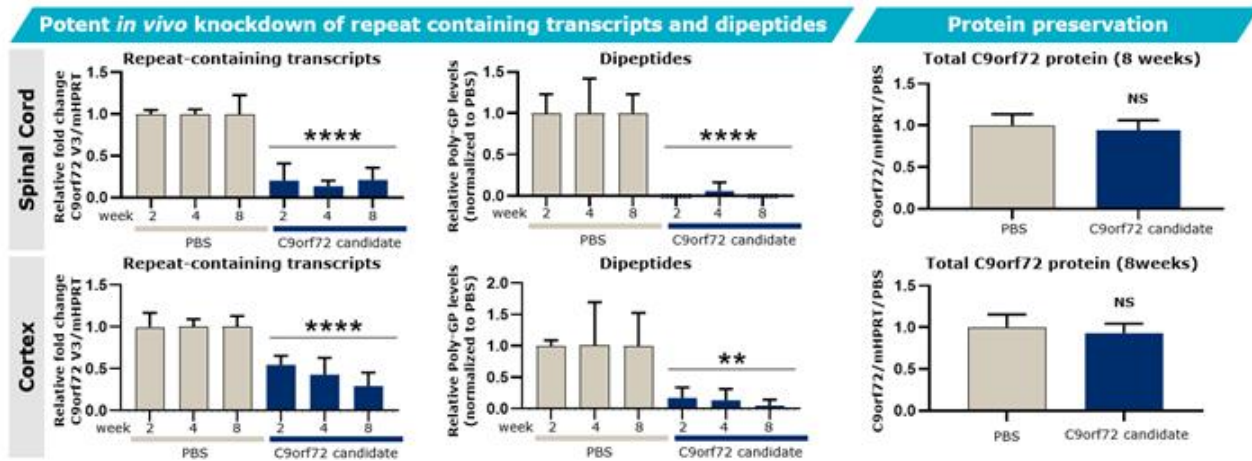 Potent in vivo knockdown of repeat containing transcripts and dipeptides
Protein preservation
Spinal Cord
Repeat-containing transcripts
Relative fold change
C9orf72 V3/mHPRT
1.5
1.0
0.5
0.0
****
week 2 4 8 2 4 8
PBS C9orf72 candidate
Dipeptides
Relative Poly-GP levels
(normalized to PBS)
1.5
1.0
0.5
0.0
****
2 4 8 2 4 8
PBS C9orf72 candidate
Total C9orf72 protein (8 weeks)
C9orf72/mHPRT/PBS
1.5
1.0
0.5
0.0
NS
PBS C9orf72 candidate
Cortex
Repeat-containing transcripts
Relative fold change
C9orf72 V3/mHPRT
1.5
1.0
0.5
0.0
****
week 2 4 8 2 4 8
PBS C9orf72 candidate
Dipeptides
Relative Poly-GP levels
(normalized to PBS)
2.0
1.5
1.0
0.5
0.0
**
week 2 4 8 2 4 8
PBS C9orf72 candidate
Total C9orf72 protein (8weeks)
C9orf72/mHPRT/PBS
1.5
1.0
0.5
0.0
NS
PBS C9orf72 candidate